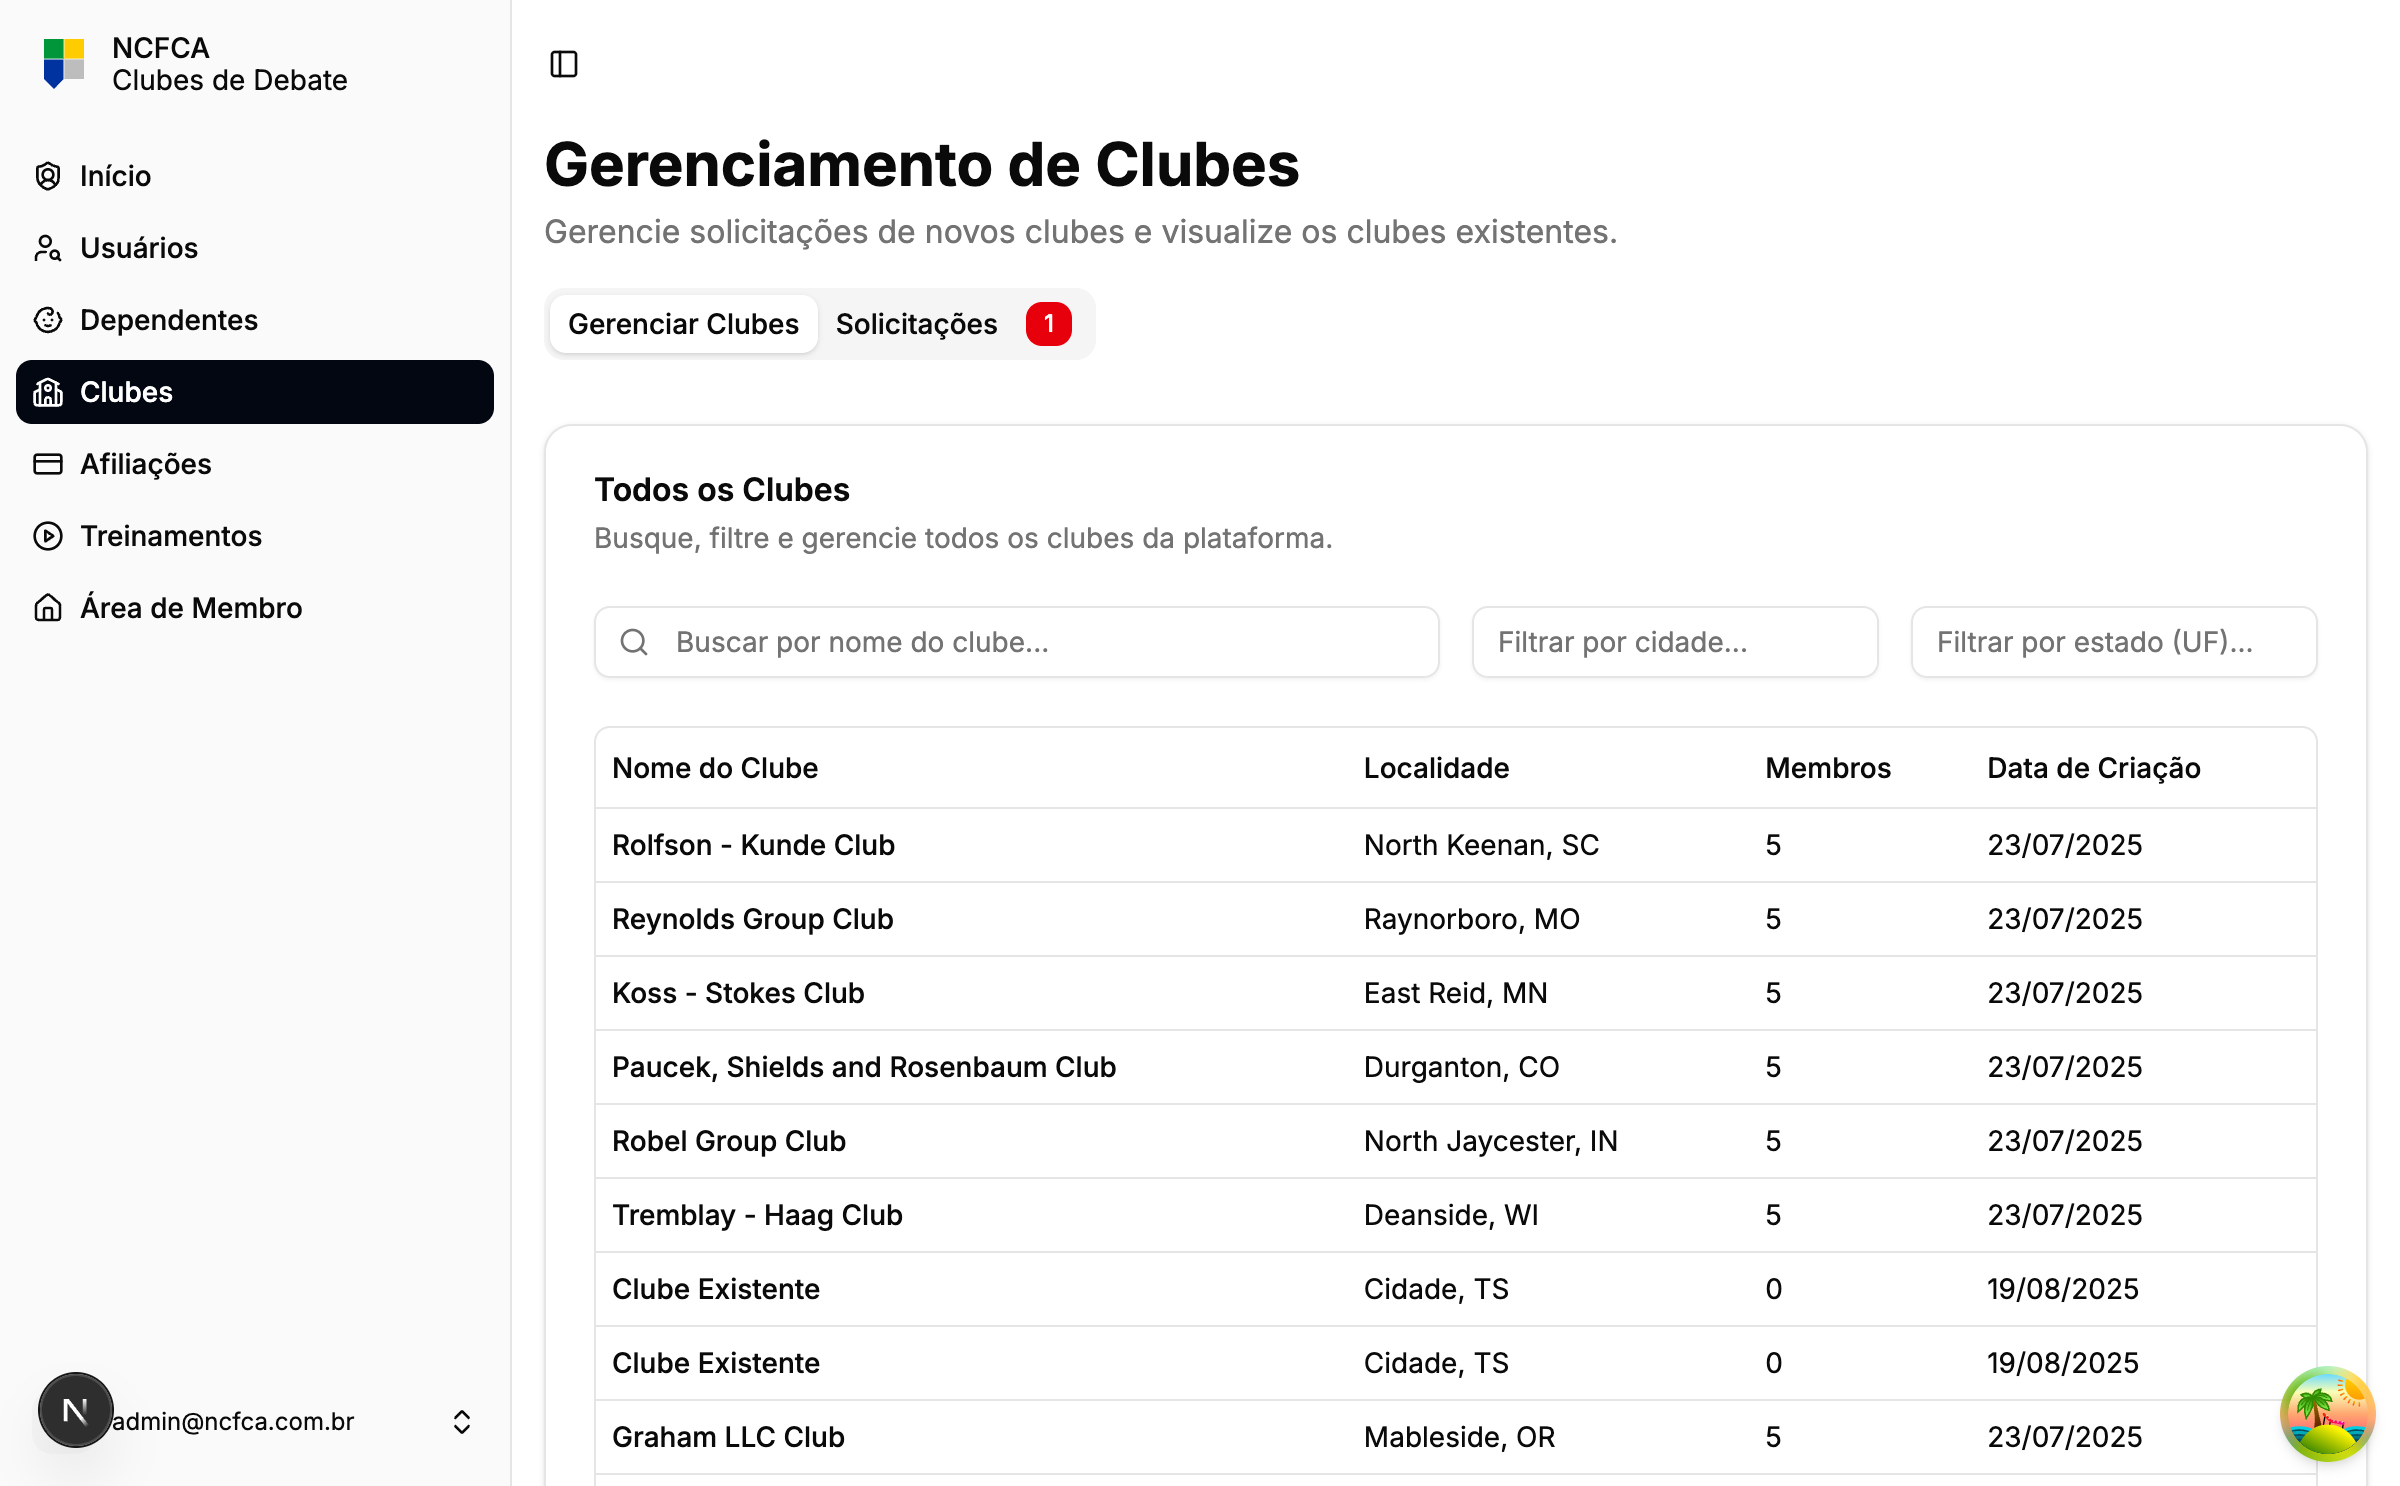 NCFCA
Clubes de Debate
Início
Usuários
Dependentes
Clubes
Afiliações
Treinamentos
Área de Membro
N
admin@ncfca.com.br
Gerenciamento de Clubes
Gerencie solicitações de novos clubes e visualize os clubes existentes.
Gerenciar Clubes Solicitações 1
Todos os Clubes
Busque, filtre e gerencie todos os clubes da plataforma.
Buscar por nome do clube... Filtrar por cidade... Filtrar por estado (UF)...
Nome do Clube Localidade Membros Data de Criação
Rolfson - Kunde Club North Keenan, SC 5 23/07/2025
Reynolds Group Club Raynorboro, MO 5 23/07/2025
Koss - Stokes Club East Reid, MN 5 23/07/2025
Paucek, Shields and Rosenbaum Club Durganton, CO 5 23/07/2025
Robel Group Club North Jaycester, IN 5 23/07/2025
Tremblay - Haag Club Deanside, WI 5 23/07/2025
Clube Existente Cidade, TS 0 19/08/2025
Clube Existente Cidade, TS 0 19/08/2025
Graham LLC Club Mableside, OR 5 23/07/2025